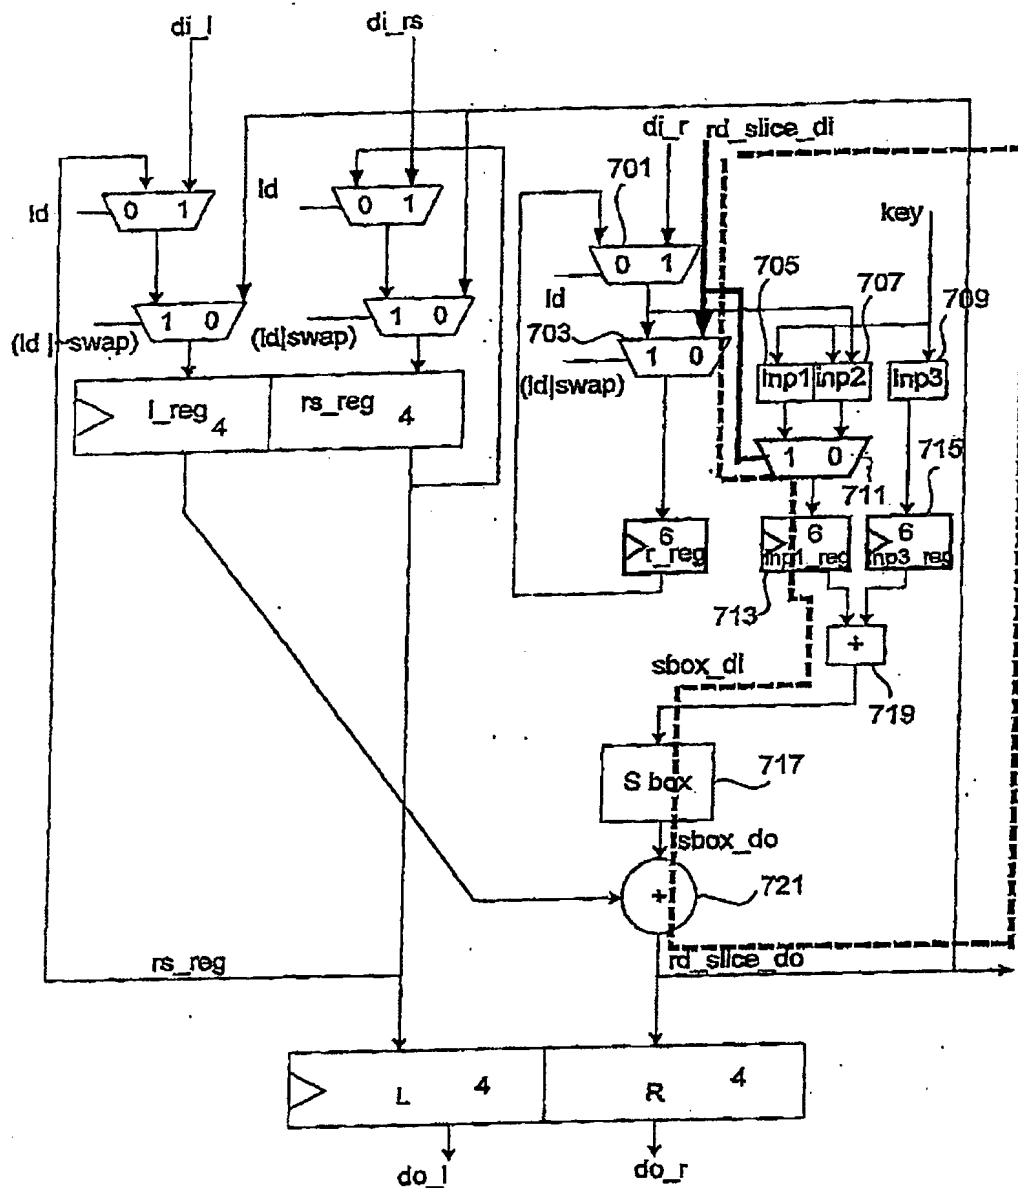 di_l di_rs
di_r rd_slice_di
701
key
ld 0 1
ld 0 1
0 1
705 707 709
ld
(ld | ~swap) 1 0
(ld|swap) 1 0
703 1 0
(ld|swap)
inp1 inp2 inp3
l_reg 4 rs_reg 4
1 0
711 715
6 r_reg
6 inp1_reg
6 inp3_reg
713
+
sbox_di
719
S box 717
sbox_do
+ 721
rs_reg rd_slice_do
L 4 R 4
do_l do_r